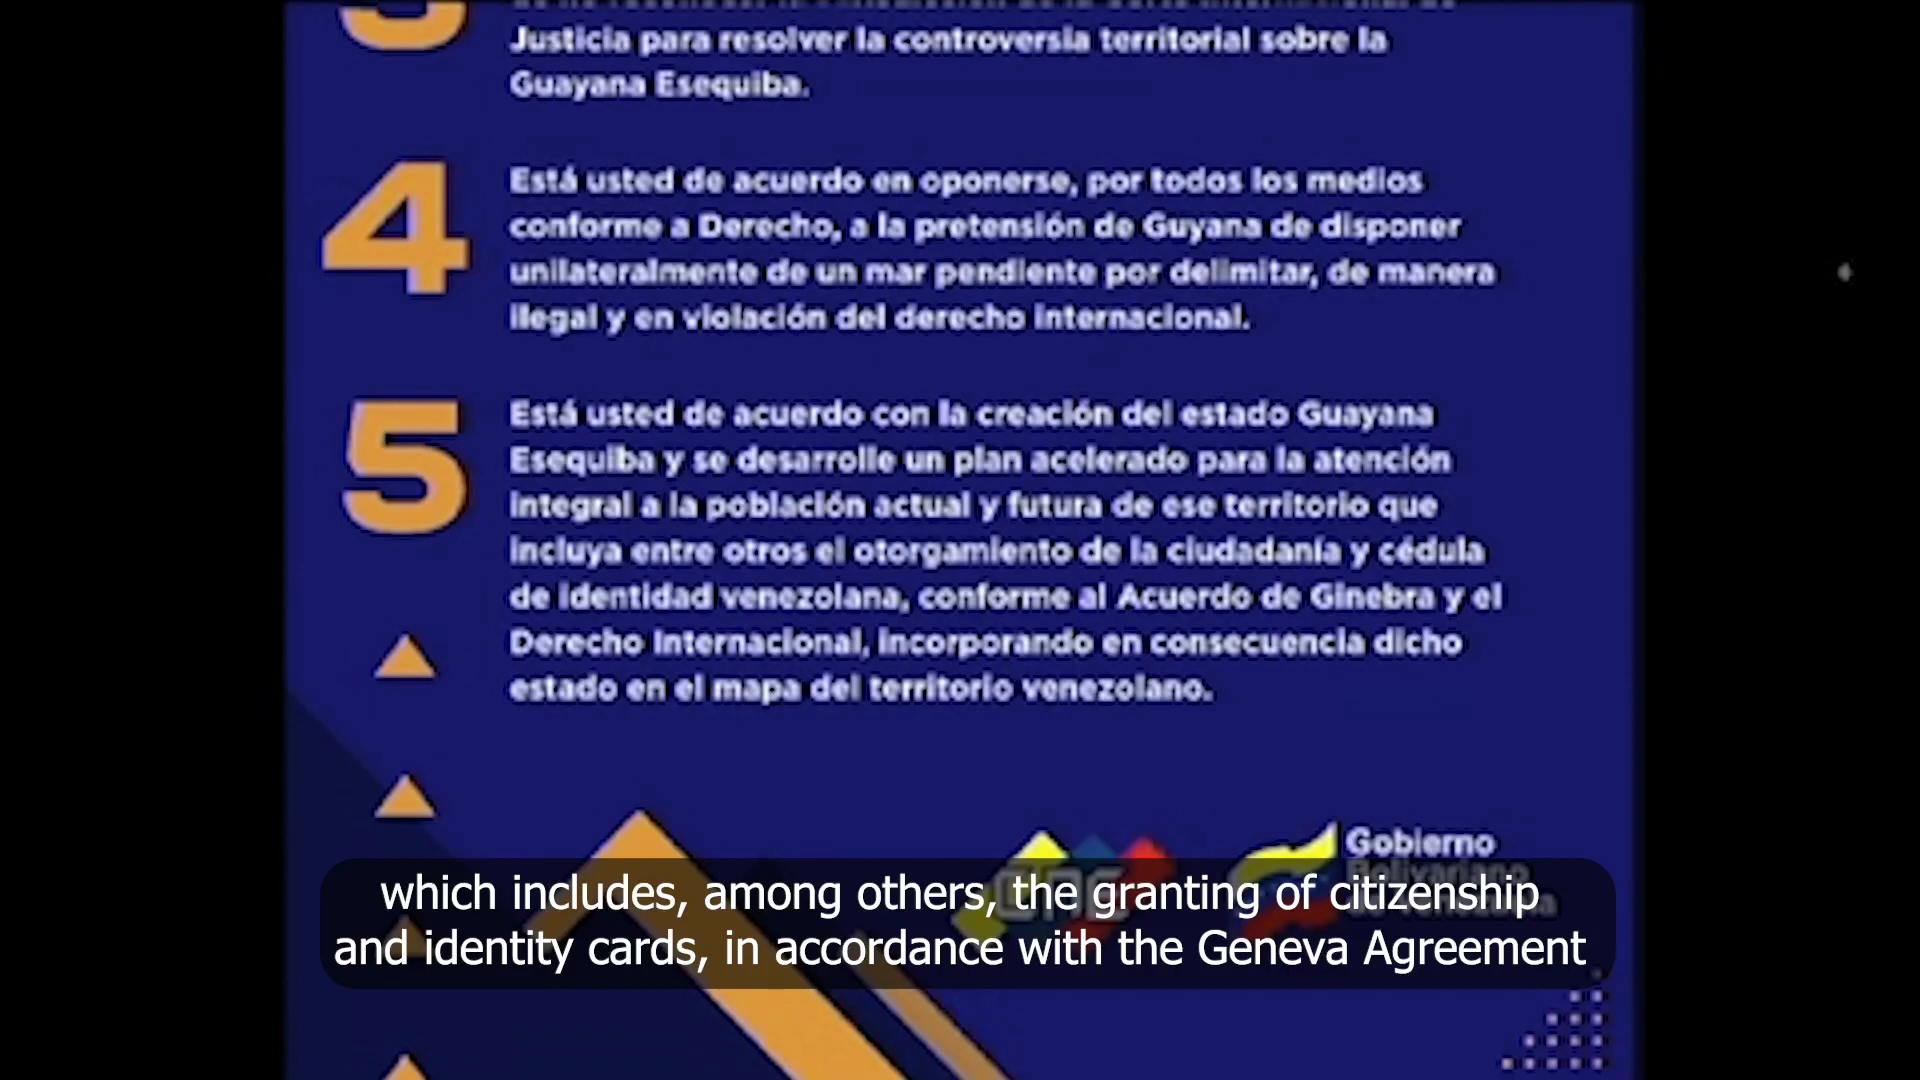 3
Justicia para resolver la controversia territorial sobre la
Guayana Esequiba.
4
Está usted de acuerdo en oponerse, por todos los medios
conforme a Derecho, a la pretensión de Guyana de disponer
unilateralmente de un mar pendiente por delimitar, de manera
ilegal y en violación del derecho internacional.
5
Está usted de acuerdo con la creación del estado Guayana
Esequiba y se desarrolle un plan acelerado para la atención
integral a la población actual y futura de ese territorio que
incluya entre otros el otorgamiento de la ciudadanía y cédula
de identidad venezolana, conforme al Acuerdo de Ginebra y el
Derecho Internacional, incorporando en consecuencia dicho
estado en el mapa del territorio venezolano.
cne
Gobierno
Bolivariano
de Venezuela
which includes, among others, the granting of citizenship
and identity cards, in accordance with the Geneva Agreement